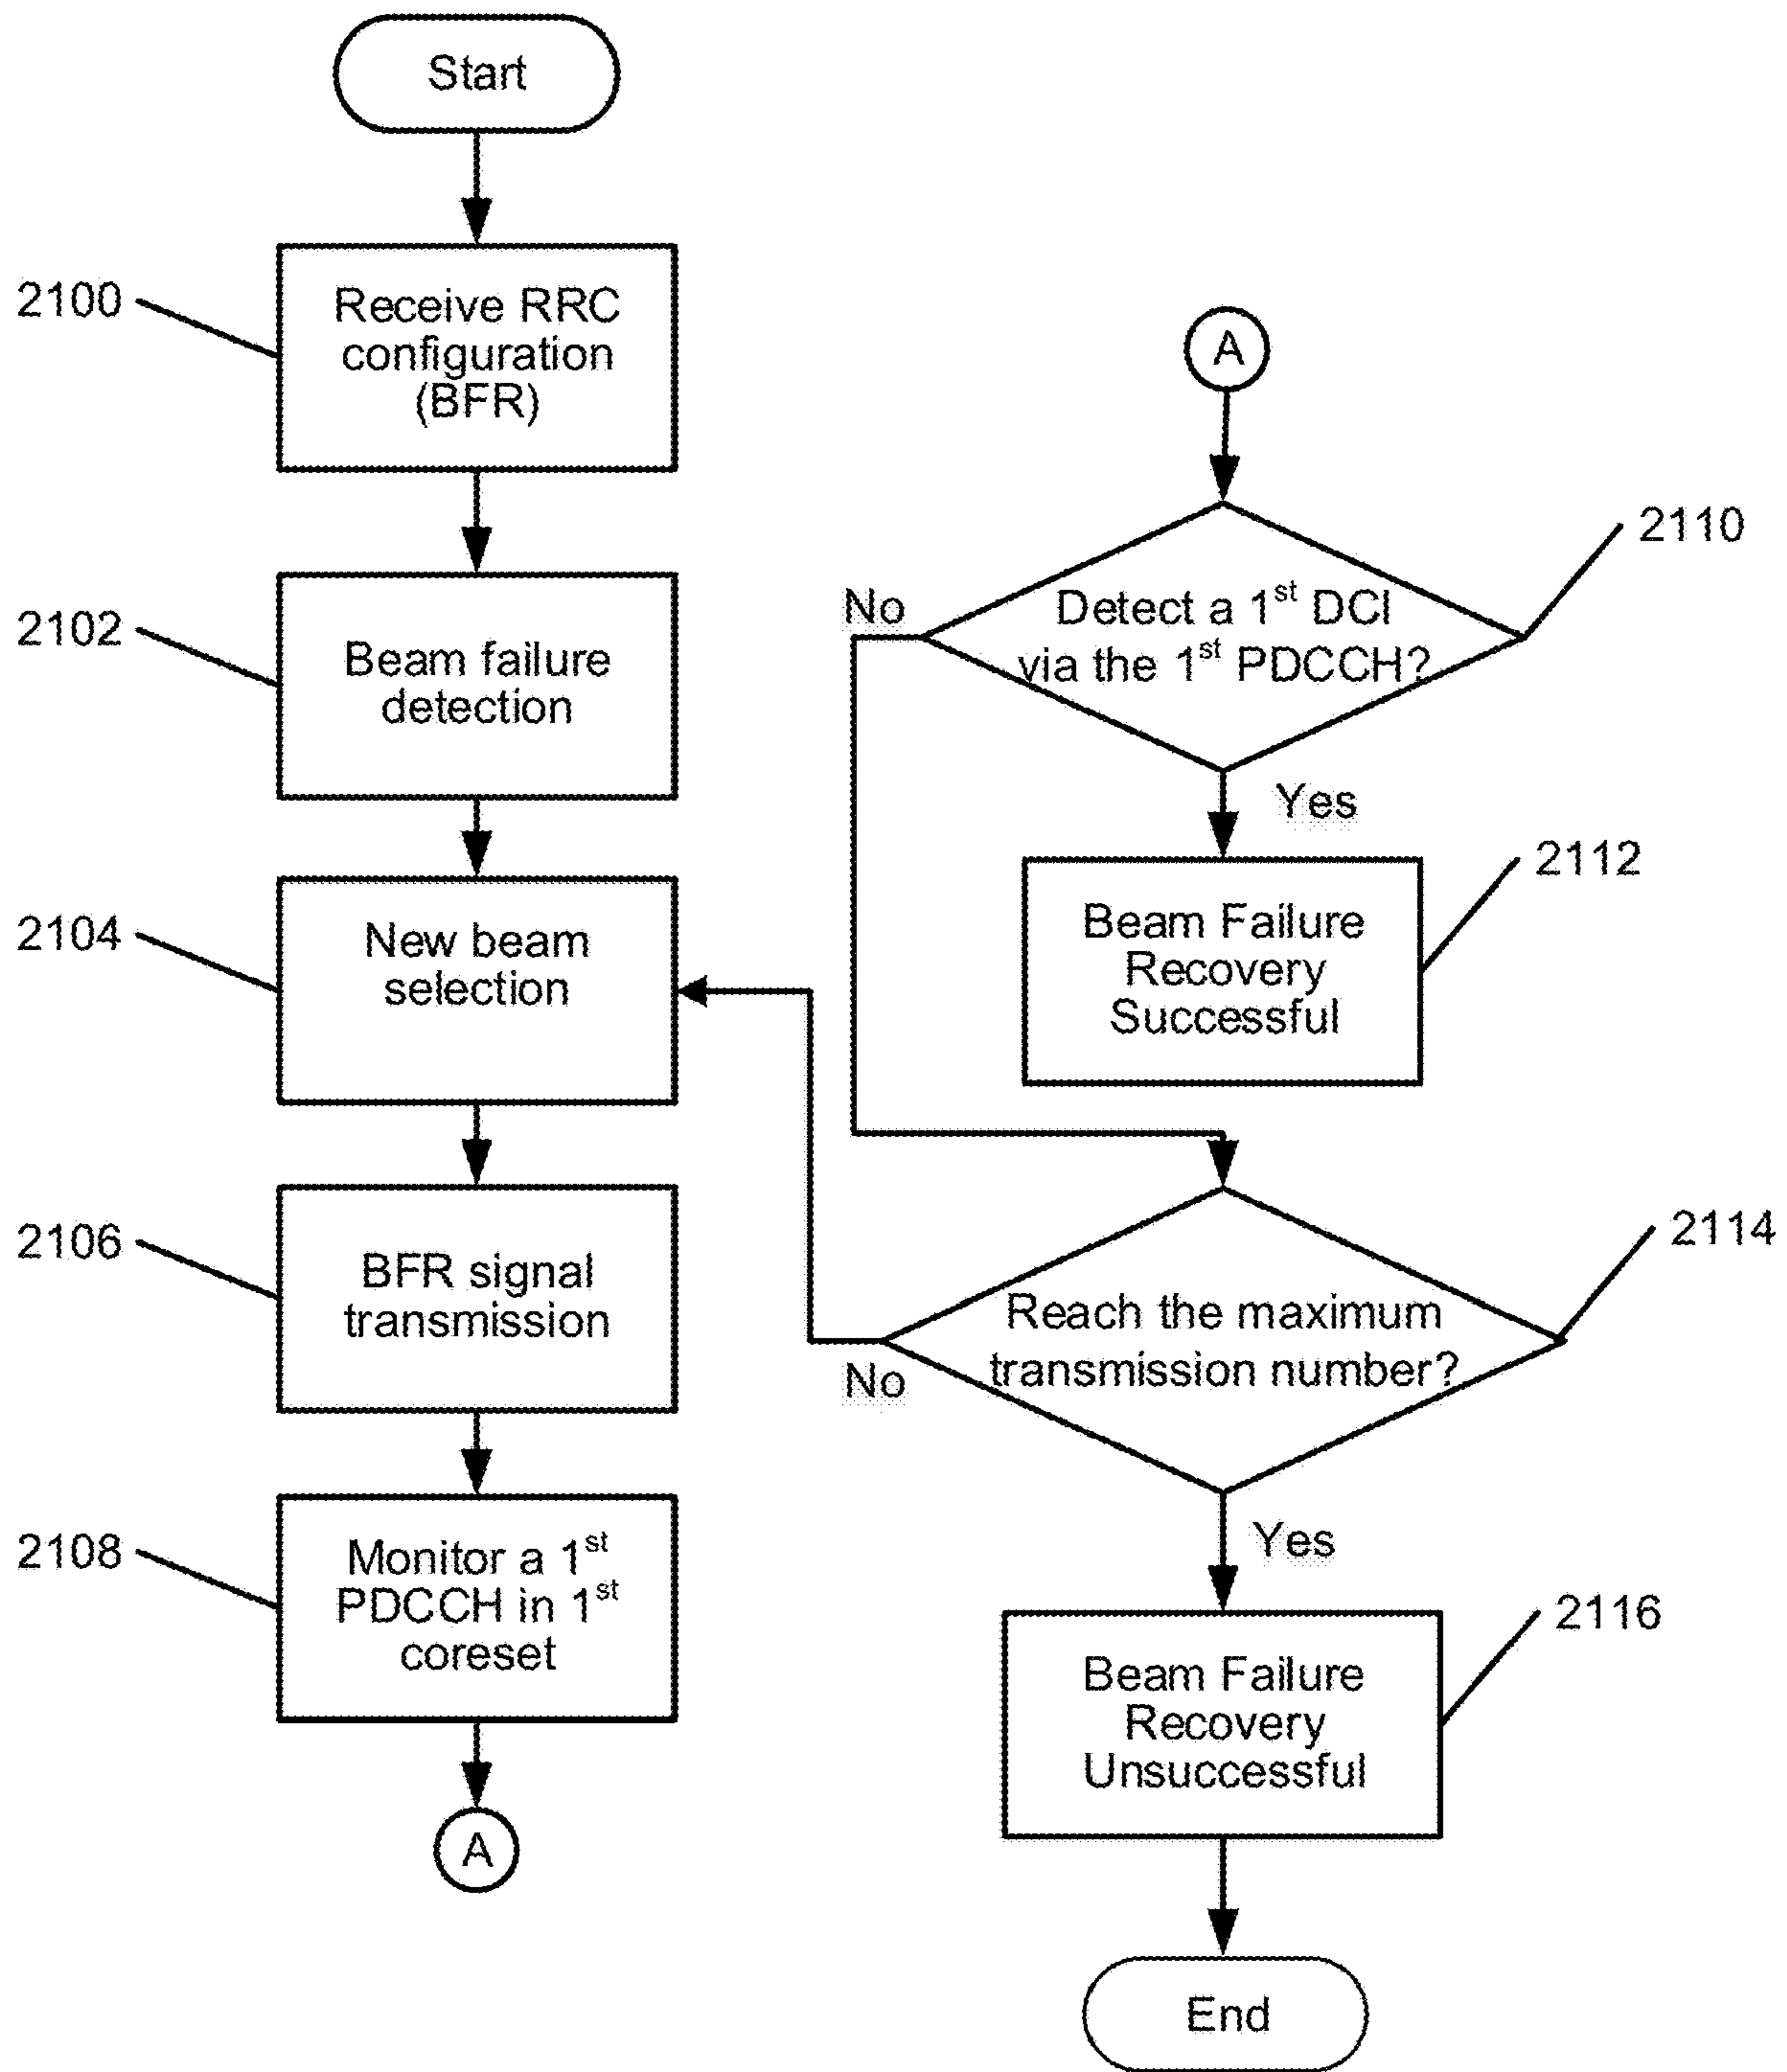 Start
2100
Receive RRC
configuration
(BFR)
2102
Beam failure
detection
2104
New beam
selection
2106
BFR signal
transmission
2108
Monitor a 1st
PDCCH in 1st
coreset
A
A
2110
No
Detect a 1st DCI
via the 1st PDCCH?
Yes
2112
Beam Failure
Recovery
Successful
2114
Reach the maximum
transmission number?
No
Yes
2116
Beam Failure
Recovery
Unsuccessful
End